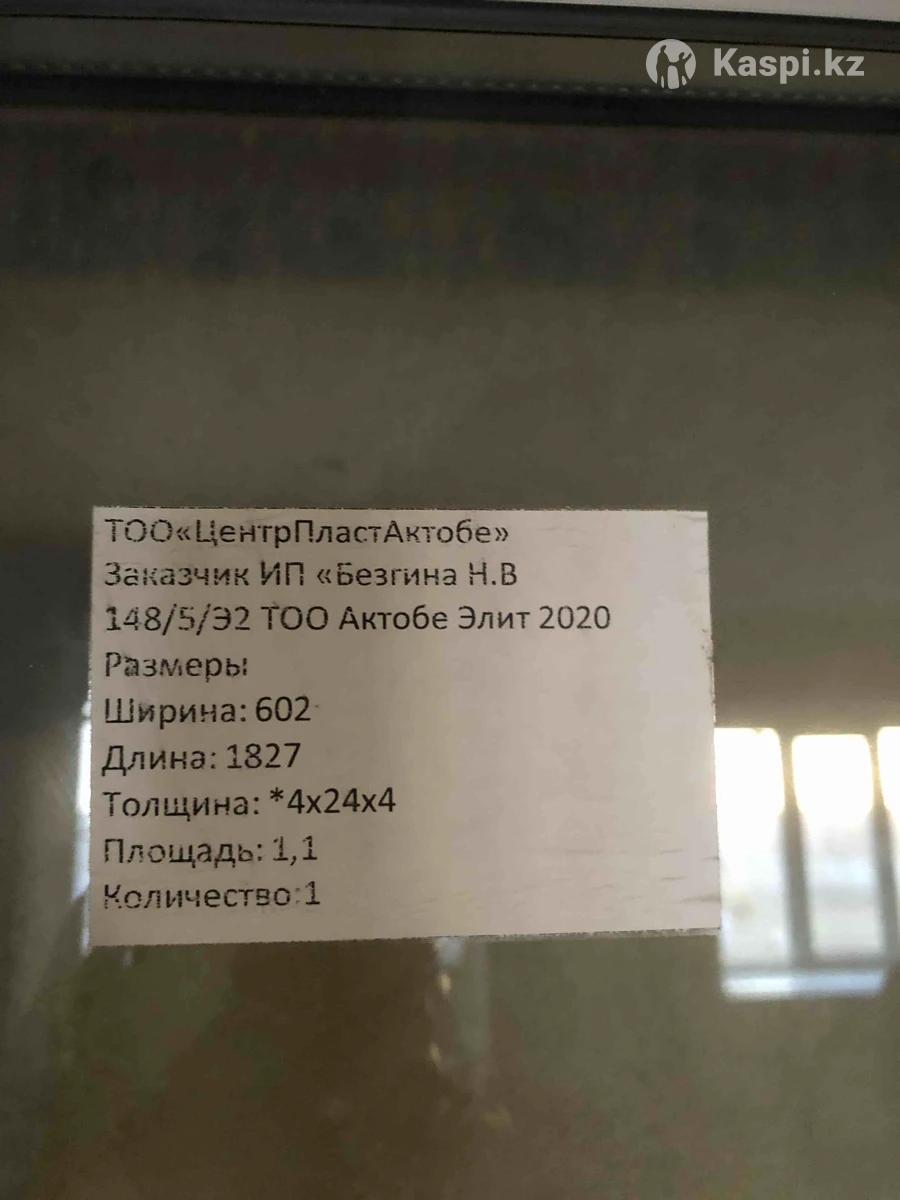 Kaspi.kz
ТОО«ЦентрПластАктобе»
Заказчик ИП «Безгина Н.В
148/5/Э2 ТОО Актобе Элит 2020
Размеры
Ширина: 602
Длина: 1827
Толщина: *4х24х4
Площадь: 1,1
Количество:1